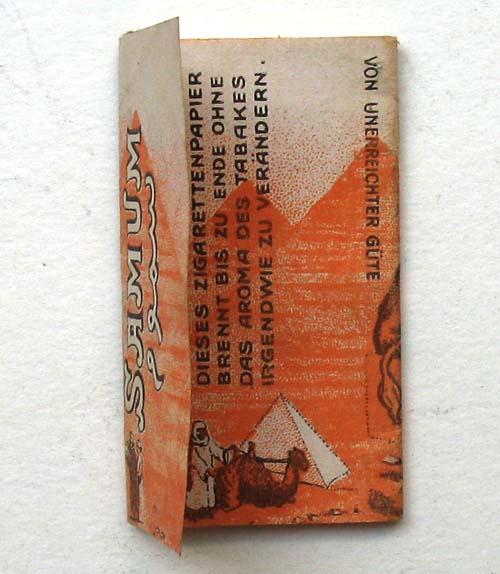 SAMUM
DIESES ZIGARETTENPAPIER
BRENNT BIS ZU ENDE OHNE
DAS AROMA DES TABAKES
IRGENDWIE ZU VERÄNDERN.
VON UNERREICHTER GÜTE